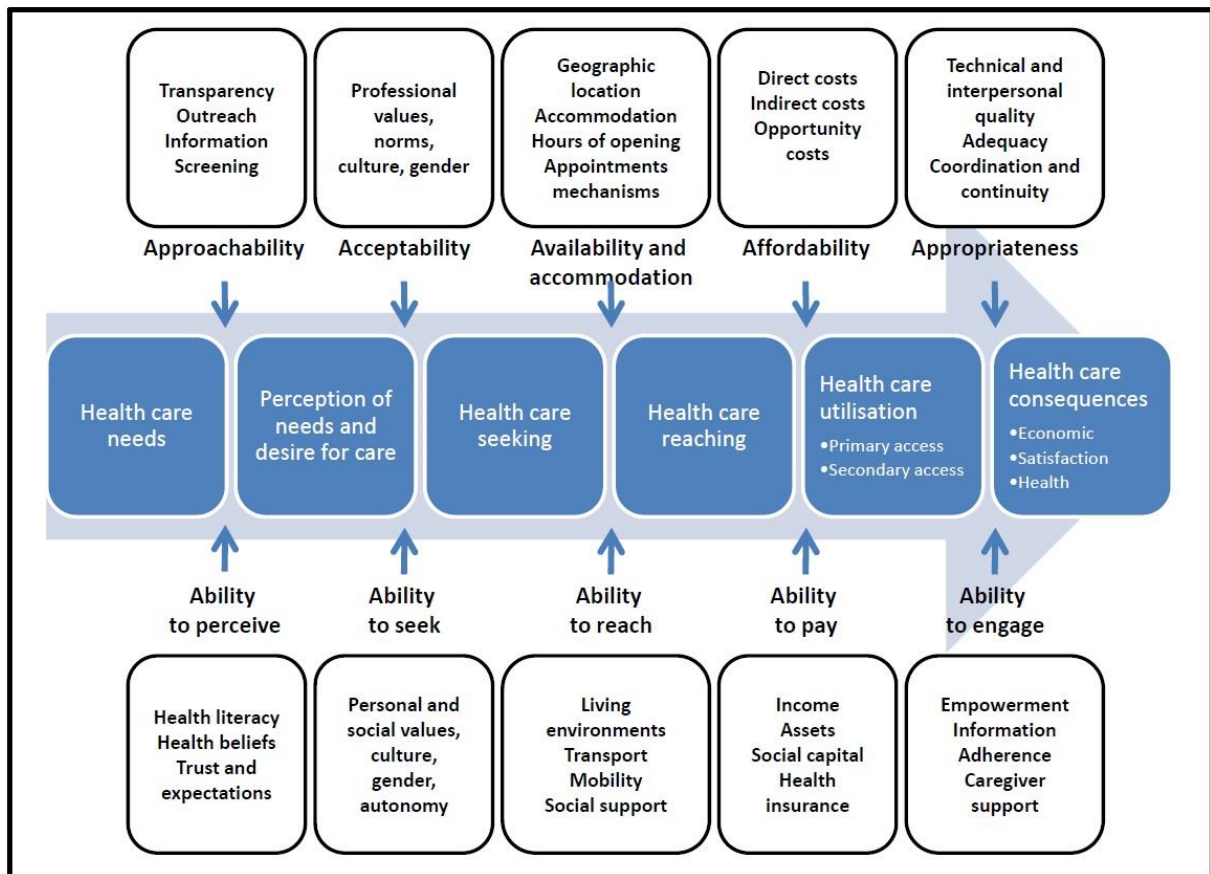 Transparency
Outreach
Information
Screening
Professional
values,
norms,
culture, gender
Geographic
location
Accommodation
Hours of opening
Appointments
mechanisms
Direct costs
Indirect costs
Opportunity
costs
Technical and
interpersonal
quality
Adequacy
Coordination and
continuity
Approachability
Acceptability
Availability and
accommodation
Affordability
Appropriateness
Health care
needs
Perception of
needs and
desire for care
Health care
seeking
Health care
reaching
Health care
utilisation
•Primary access
•Secondary access
Health care
consequences
•Economic
•Satisfaction
•Health
Ability
to perceive
Ability
to seek
Ability
to reach
Ability
to pay
Ability
to engage
Health literacy
Health beliefs
Trust and
expectations
Personal and
social values,
culture,
gender,
autonomy
Living
environments
Transport
Mobility
Social support
Income
Assets
Social capital
Health
insurance
Empowerment
Information
Adherence
Caregiver
support